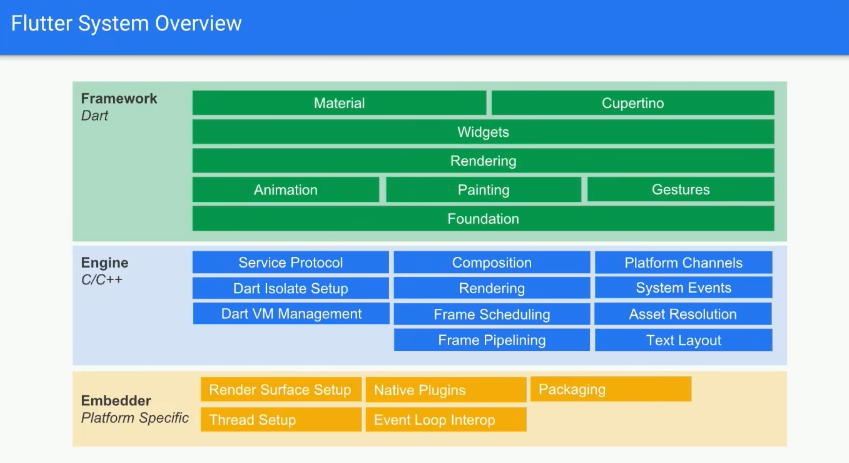 Flutter System Overview
Framework
Dart
Material
Cupertino
Widgets
Rendering
Animation
Painting
Gestures
Foundation
Engine
C/C++
Service Protocol
Composition
Platform Channels
Dart Isolate Setup
Rendering
System Events
Dart VM Management
Frame Scheduling
Asset Resolution
Frame Pipelining
Text Layout
Embedder
Platform Specific
Render Surface Setup
Native Plugins
Packaging
Thread Setup
Event Loop Interop